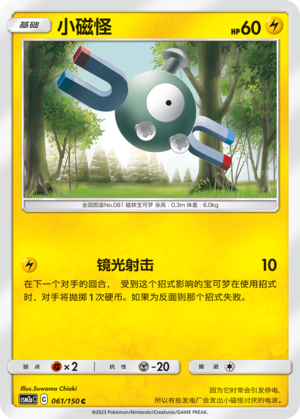 基础 小磁怪 HP60
全国图鉴No.081 磁铁宝可梦 身高：0.3m 体重：6.0kg
镜光射击 10
在下一个对手的回合，受到这个招式影响的宝可梦在使用招式
时，对手将抛掷1次硬币。如果为反面则那个招式失败。
弱点 ×2 抗性 -20 撤退
Illus.Suwama Chiaki
CSM2a C C 061/150 C
因为它时常会引发停电，
所以有些发电厂会发出小磁怪讨厌的电波。
©2023 Pokémon/Nintendo/Creatures/GAME FREAK.